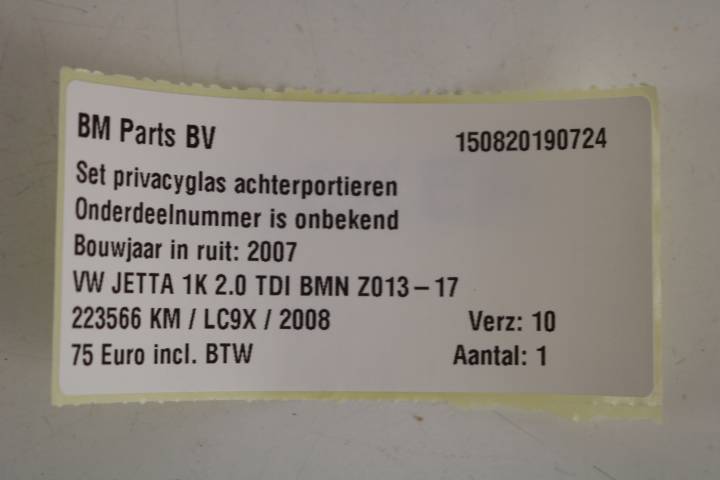 BM Parts BV 150820190724
Set privacyglas achterportieren
Onderdeelnummer is onbekend
Bouwjaar in ruit: 2007
VW JETTA 1K 2.0 TDI BMN Z013-17
223566 KM / LC9X / 2008 Verz: 10
75 Euro incl. BTW Aantal: 1